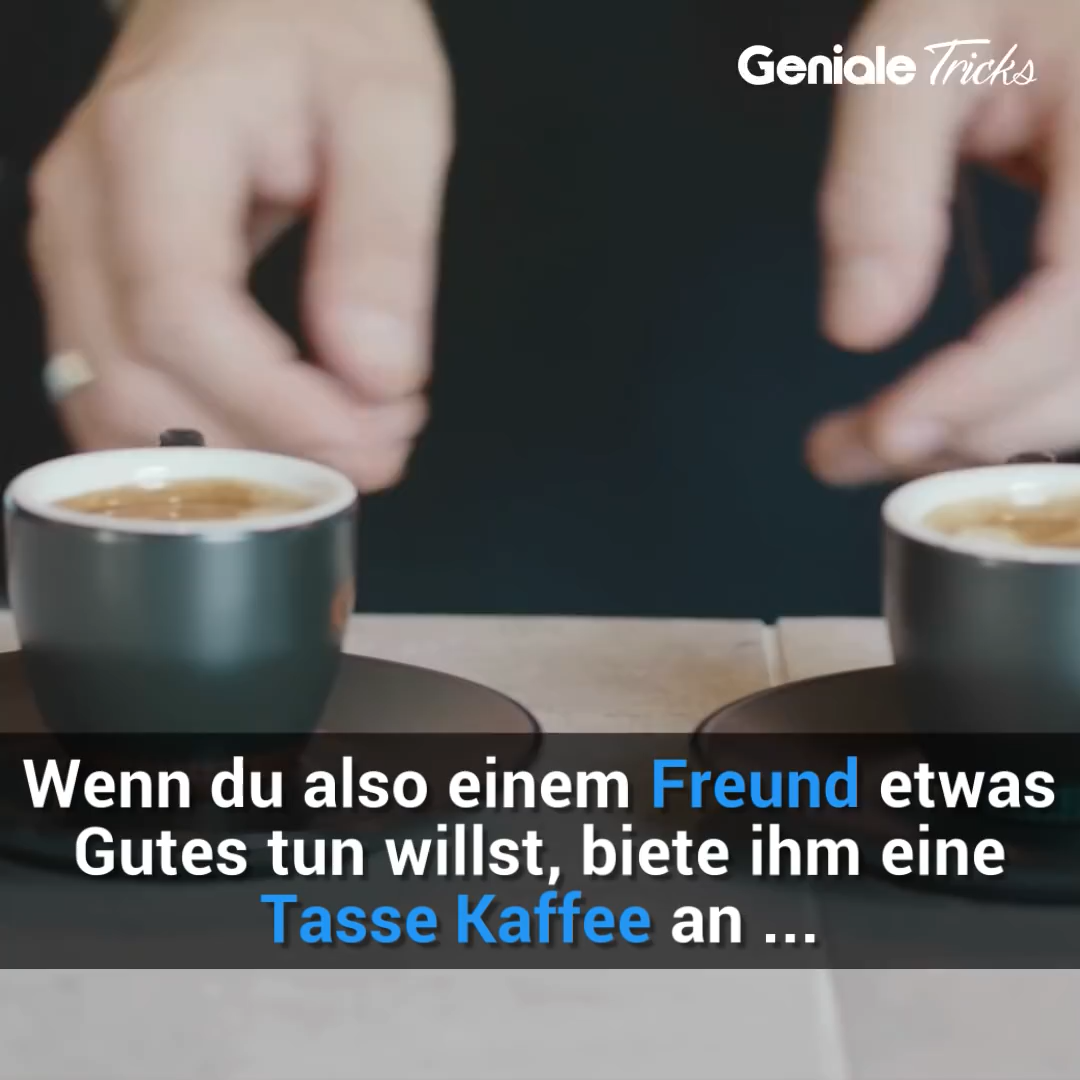 Geniale Tricks
Wenn du also einem Freund etwas
Gutes tun willst, biete ihm eine
Tasse Kaffee an ...